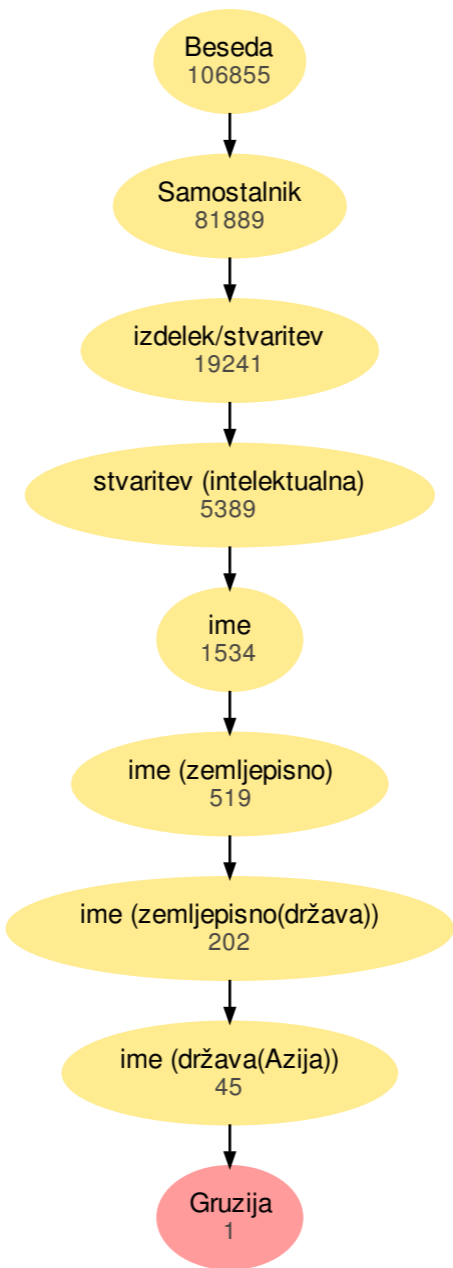 Beseda
106855
Samostalnik
81889
izdelek/stvaritev
19241
stvaritev (intelektualna)
5389
ime
1534
ime (zemljepisno)
519
ime (zemljepisno(država))
202
ime (država(Azija))
45
Gruzija
1